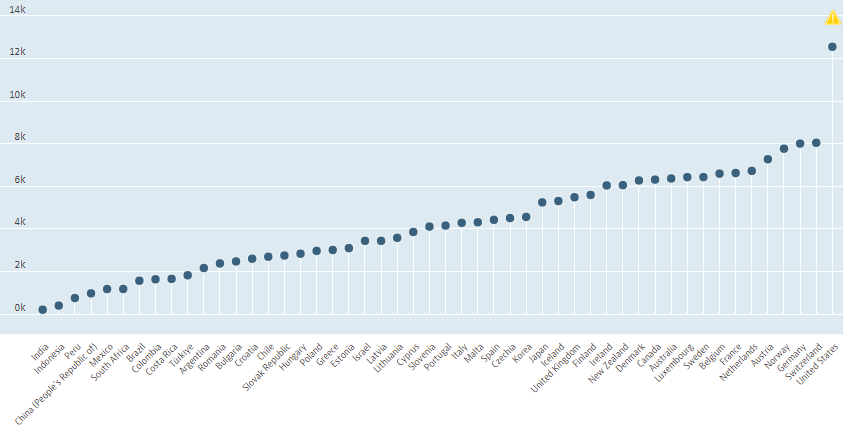 14k
12k
10k
8k
6k
4k
2k
0k
India
Indonesia
Peru
China (People's Republic of)
Mexico
South Africa
Brazil
Colombia
Costa Rica
Türkiye
Argentina
Romania
Bulgaria
Croatia
Chile
Slovak Republic
Hungary
Poland
Greece
Estonia
Israel
Latvia
Lithuania
Cyprus
Slovenia
Portugal
Italy
Malta
Spain
Czechia
Korea
Japan
Iceland
United Kingdom
Finland
Ireland
New Zealand
Denmark
Canada
Australia
Luxembourg
Sweden
Belgium
France
Netherlands
Austria
Norway
Germany
Switzerland
United States